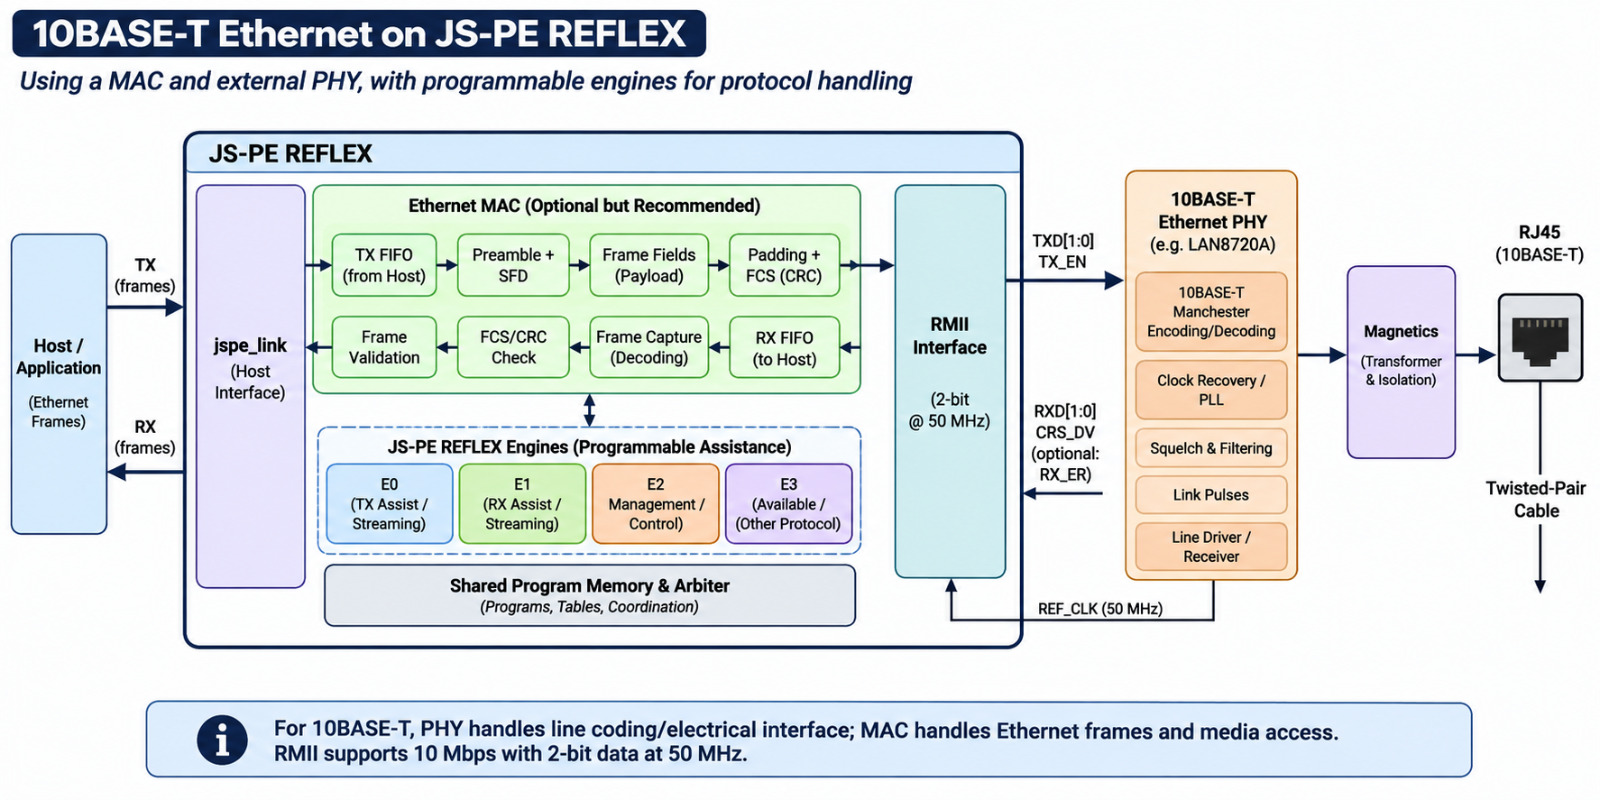 10BASE-T Ethernet on JS-PE REFLEX
Using a MAC and external PHY, with programmable engines for protocol handling
JS-PE REFLEX
Host /
Application
(Ethernet
Frames)
TX
(frames)
RX
(frames)
jspe_link
(Host
Interface)
Ethernet MAC (Optional but Recommended)
TX FIFO
(from Host)
Preamble +
SFD
Frame Fields
(Payload)
Padding +
FCS (CRC)
Frame
Validation
FCS/CRC
Check
Frame Capture
(Decoding)
RX FIFO
(to Host)
JS-PE REFLEX Engines (Programmable Assistance)
E0
(TX Assist /
Streaming)
E1
(RX Assist /
Streaming)
E2
Management /
Control)
E3
(Available /
(Other Protocol)
Shared Program Memory & Arbiter
(Programs, Tables, Coordination)
RMII
Interface
(2-bit
@ 50 MHz)
TXD[1:0]
TX_EN
RXD[1:0]
CRS_DV
(optional:
RX_ER)
REF_CLK (50 MHz)
10BASE-T
Ethernet PHY
(e.g. LAN8720A)
10BASE-T
Manchester
Encoding/Decoding
Clock Recovery /
PLL
Squelch & Filtering
Link Pulses
Line Driver /
Receiver
Magnetics
(Transformer
& Isolation)
RJ45
(10BASE-T)
Twisted-Pair
Cable
i
For 10BASE-T, PHY handles line coding/electrical interface; MAC handles Ethernet frames and media access.
RMII supports 10 Mbps with 2-bit data at 50 MHz.